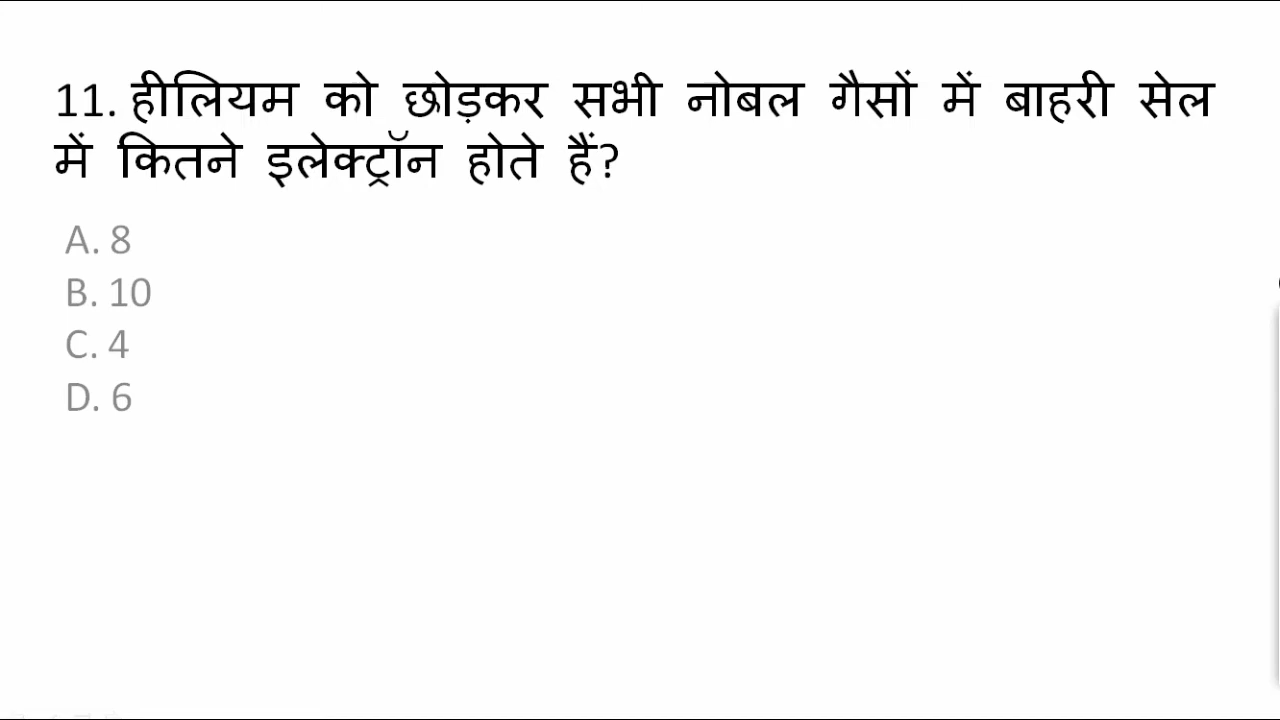 11. हीलियम को छोड़कर सभी नोबल गैसों में बाहरी सेल
में कितने इलेक्ट्रॉन होते हैं?
A. 8
B. 10
C. 4
D. 6